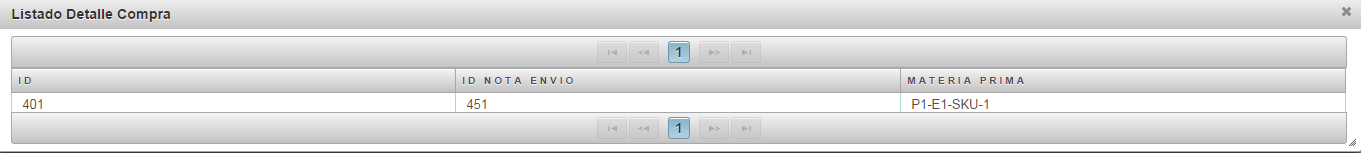 Listado Detalle Compra
1
ID ID NOTA ENVIO MATERIA PRIMA
401 451 P1-E1-SKU-1
1